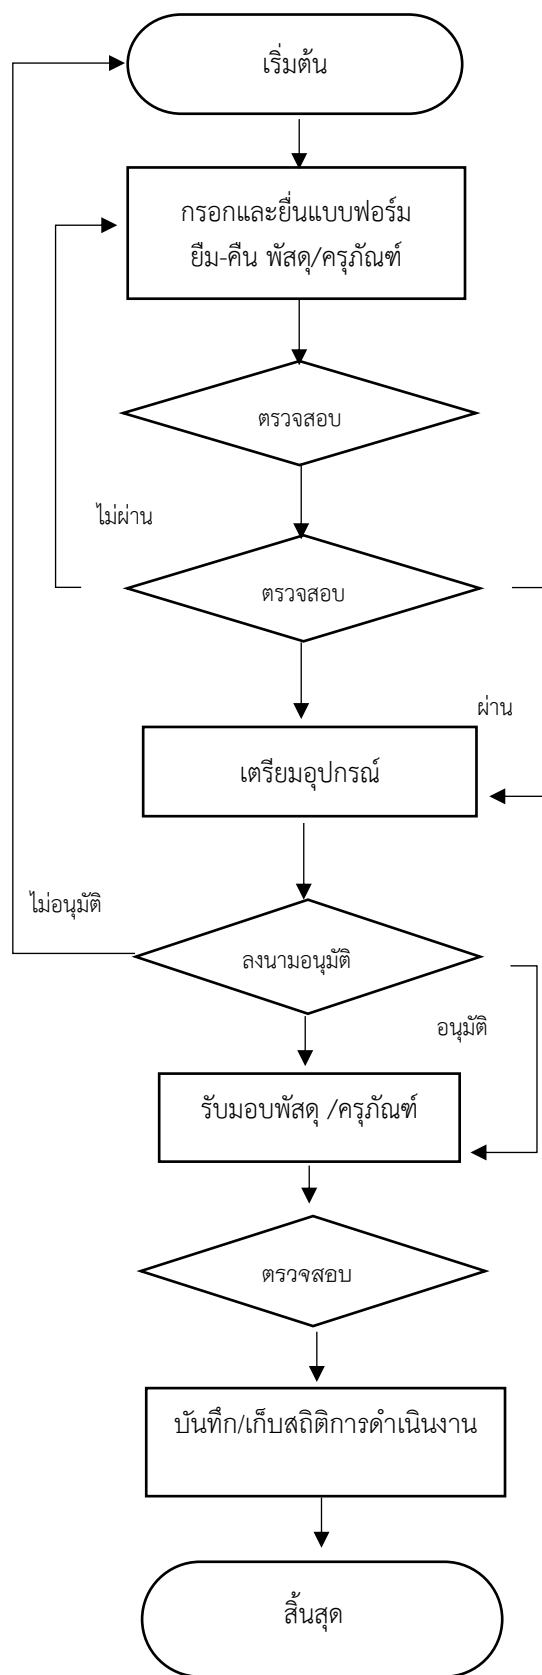 เริ่มต้น
กรอกและยื่นแบบฟอร์ม
ยืม-คืน พัสดุ/ครุภัณฑ์
ตรวจสอบ
ไม่ผ่าน
ตรวจสอบ
ผ่าน
เตรียมอุปกรณ์
ไม่อนุมัติ
ลงนามอนุมัติ
อนุมัติ
รับมอบพัสดุ /ครุภัณฑ์
ตรวจสอบ
บันทึก/เก็บสถิติการดำเนินงาน
สิ้นสุด